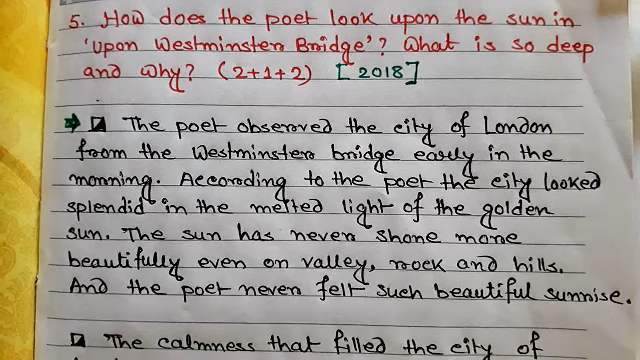 5. How does the poet look upon the sun in
'Upon Westminster Bridge'? What is so deep
and why? (2+1+2) [2018]
The poet observed the city of London
from the Westminster bridge early in the
morning. According to the poet the city looked
splendid in the melted light of the golden
sun. The sun has never shone more
beautifully even on valley, rock and hills.
And the poet never felt such beautiful sunrise.
The calmness that filled the city of